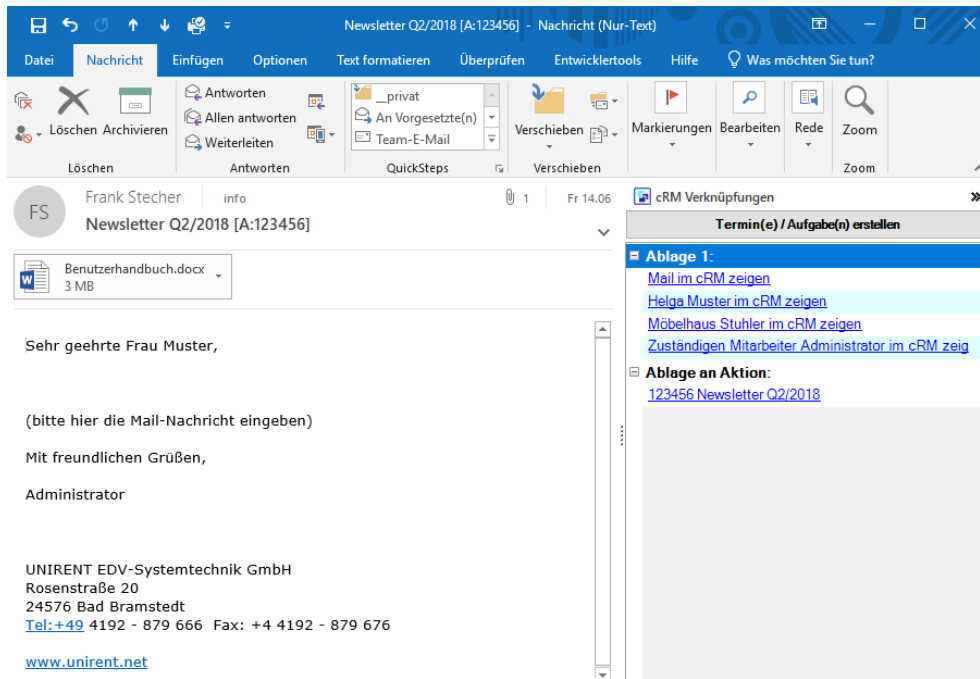 Newsletter Q2/2018 [A:123456] - Nachricht (Nur-Text)
Datei Nachricht Einfügen Optionen Text formatieren Überprüfen Entwicklertools Hilfe Was möchten Sie tun?
Löschen Archivieren
Löschen
Antworten
Allen antworten
Weiterleiten
Antworten
__privat
An Vorgesetzte(n)
Team-E-Mail
QuickSteps
Verschieben
Verschieben
Markierungen
Bearbeiten
Rede
Zoom
Zoom
FS
Frank Stecher info
1 Fr 14.06
Newsletter Q2/2018 [A:123456]
W
Benutzerhandbuch.docx
3 MB
Sehr geehrte Frau Muster,
(bitte hier die Mail-Nachricht eingeben)
Mit freundlichen Grüßen,
Administrator
UNIRENT EDV-Systemtechnik GmbH
Rosenstraße 20
24576 Bad Bramstedt
Tel:+49 4192 - 879 666 Fax: +4 4192 - 879 676
www.unirent.net
cRM Verknüpfungen
Termin(e) / Aufgabe(n) erstellen
Ablage 1:
Mail im cRM zeigen
Helga Muster im cRM zeigen
Möbelhaus Stuhler im cRM zeigen
Zuständigen Mitarbeiter Administrator im cRM zeig
Ablage an Aktion:
123456 Newsletter Q2/2018